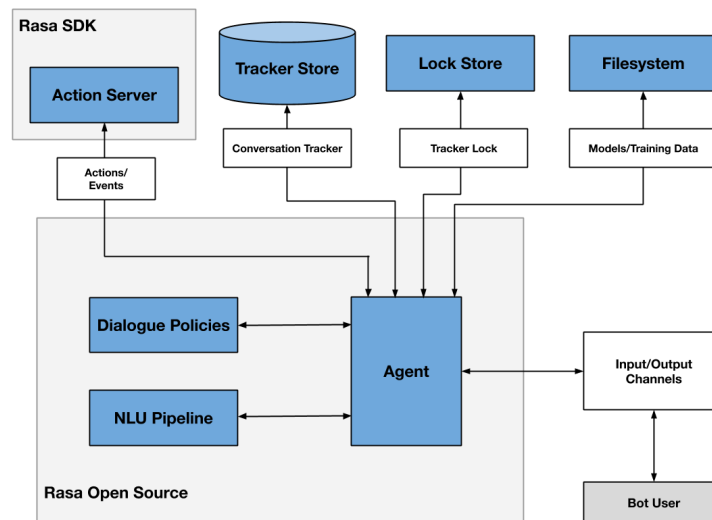 Rasa SDK
Action Server
Tracker Store
Lock Store
Filesystem
Conversation Tracker
Tracker Lock
Models/Training Data
Actions/
Events
Dialogue Policies
Agent
NLU Pipeline
Input/Output
Channels
Rasa Open Source
Bot User